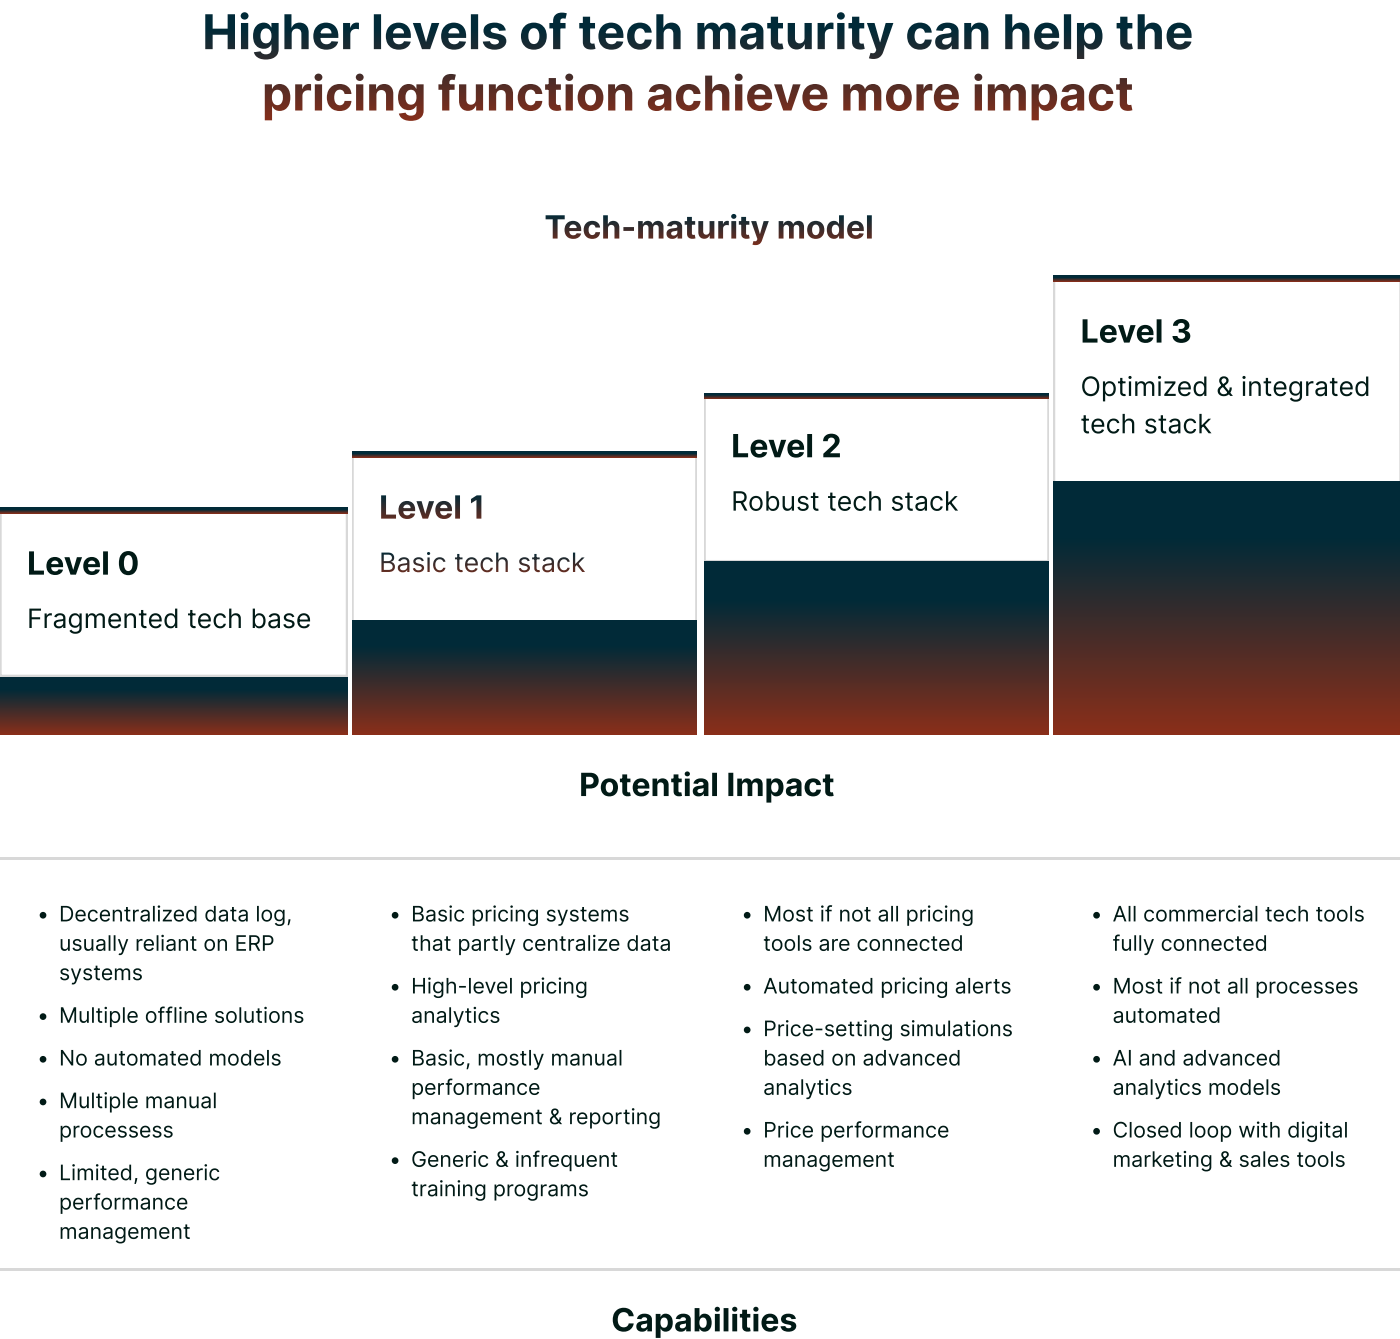 Higher levels of tech maturity can help the
pricing function achieve more impact
Tech-maturity model
Level 0
Fragmented tech base
Level 1
Basic tech stack
Level 2
Robust tech stack
Level 3
Optimized & integrated
tech stack
Potential Impact
• Decentralized data log,
usually reliant on ERP
systems
• Multiple offline solutions
• No automated models
• Multiple manual
processess
• Limited, generic
performance
management
• Basic pricing systems
that partly centralize data
• High-level pricing
analytics
• Basic, mostly manual
performance
management & reporting
• Generic & infrequent
training programs
• Most if not all pricing
tools are connected
• Automated pricing alerts
• Price-setting simulations
based on advanced
analytics
• Price performance
management
• All commercial tech tools
fully connected
• Most if not all processes
automated
• AI and advanced
analytics models
• Closed loop with digital
marketing & sales tools
Capabilities